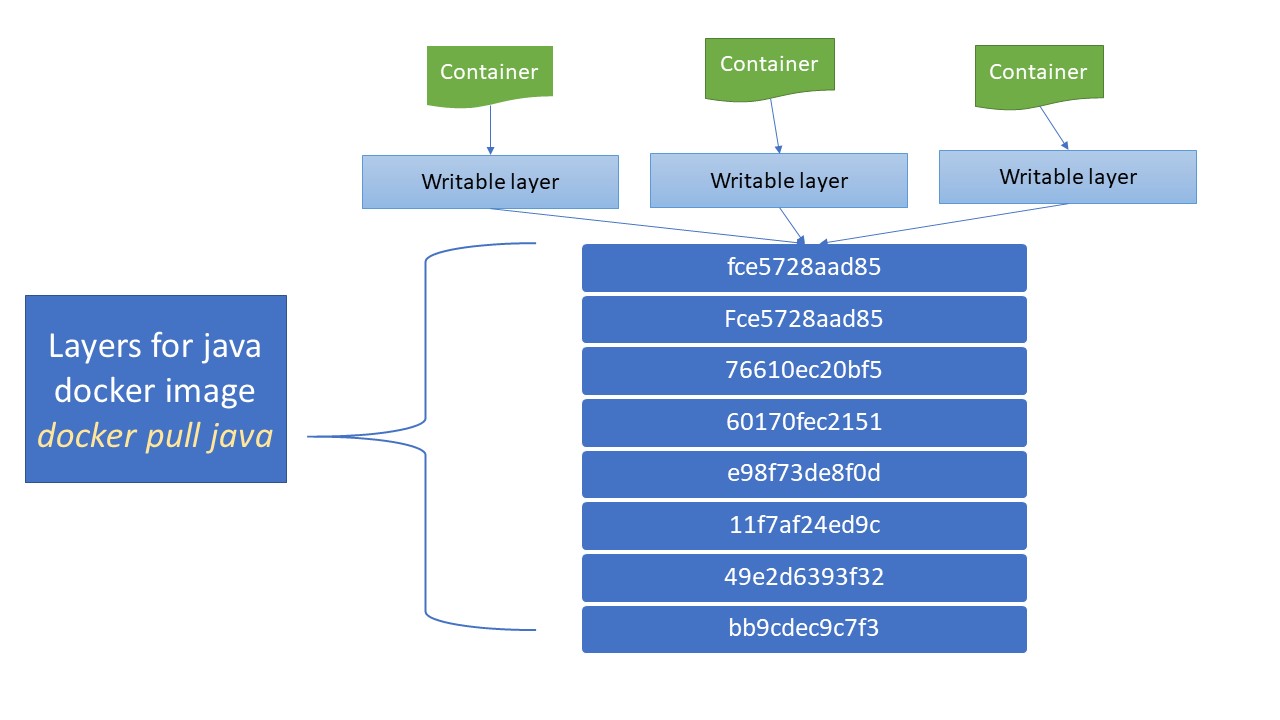 Container
Container
Container
Writable layer
Writable layer
Writable layer
Layers for java
docker image
docker pull java
fce5728aad85
Fce5728aad85
76610ec20bf5
60170fec2151
e98f73de8f0d
11f7af24ed9c
49e2d6393f32
bb9cdec9c7f3